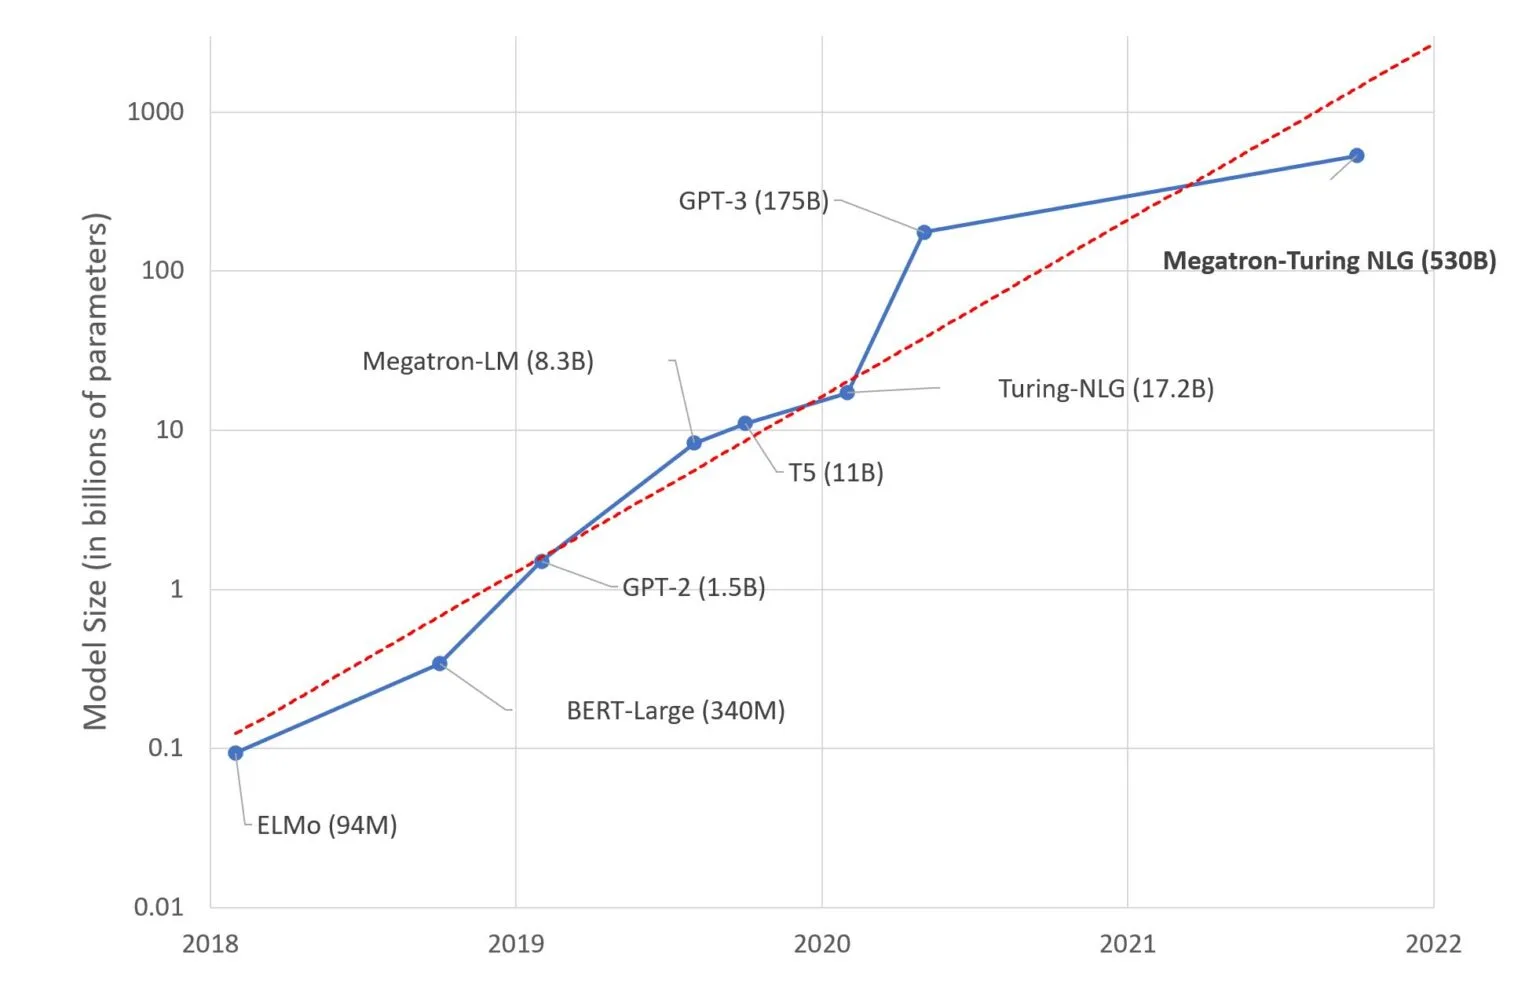 1000
GPT-3 (175B)
Megatron-Turing NLG (530B)
100
Megatron-LM (8.3B)
Turing-NLG (17.2B)
10
T5 (11B)
GPT-2 (1.5B)
1
BERT-Large (340M)
0.1
ELMo (94M)
0.01
Model Size (in billions of parameters)
2018 2019 2020 2021 2022